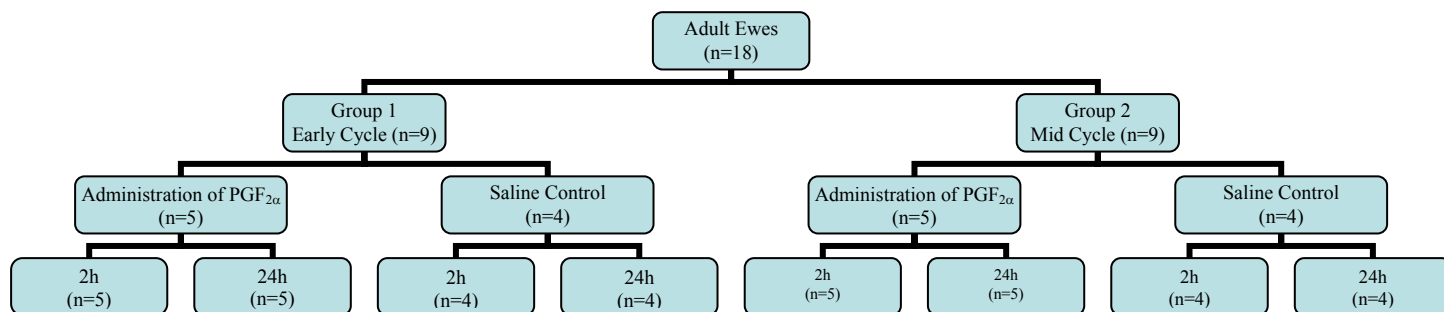 Adult Ewes
(n=18)
Group 1
Early Cycle (n=9)
Group 2
Mid Cycle (n=9)
Administration of PGF₂α
(n=5)
Saline Control
(n=4)
Administration of PGF₂α
(n=5)
Saline Control
(n=4)
2h
(n=5)
24h
(n=5)
2h
(n=4)
24h
(n=4)
2h
(n=5)
24h
(n=5)
2h
(n=4)
24h
(n=4)